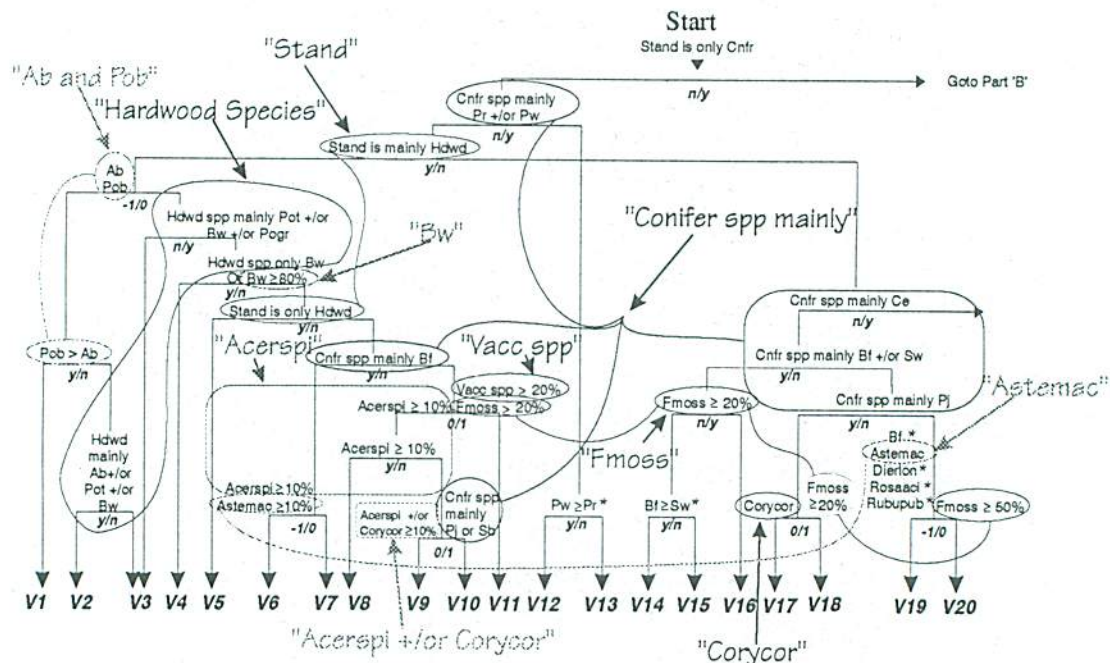 Start
Stand is only Cnfr
n/y
Goto Part 'B'
"Stand"
"Ab and Pob"
"Hardwood Species"
Cnfr spp mainly
Pr +/or Pw
n/y
Stand is mainly Hdwd
y/n
Ab
Pob
-1/0
Hdwd spp mainly Pot +/or
Bw +/or Pogr
n/y
"Bw"
"Conifer spp mainly"
Hdwd spp only Bw
Or Bw ≥80%
y/n
Stand is only Hdwd
y/n
Cnfr spp mainly Ce
n/y
Pob > Ab
y/n
"Acerspi"
Cnfr spp mainly Bf
y/n
"Vacc spp"
Cnfr spp mainly Bf +/or Sw
y/n
Vacc spp > 20%
Acerspi ≥ 10%
Fmoss > 20%
0/1
Fmoss ≥ 20%
n/y
Cnfr spp mainly Pj
y/n
"Astemac"
Hdwd
mainly
Ab+/or
Pot +/or
Bw
y/n
Acerspi ≥ 10%
y/n
"Fmoss"
Bf..*
Astemac
Dierlon*
Rosaaci*
Rubupub*
Acerspi≥10%
Astemac ≥10%
-1/0
Acerspi +/or
Corycor≥10%
0/1
Cnfr spp
mainly
Pj or Sb
Pw ≥Pr*
y/n
Bf≥Sw*
y/n
Corycor
Fmoss
≥20%
0/1
Fmoss ≥ 50%
-1/0
V1 V2 V3 V4 V5 V6 V7 V8 V9 V10 V11 V12 V13 V14 V15 V16 V17 V18 V19 V20
"Acerspi +/or Corycor"
"Corycor"